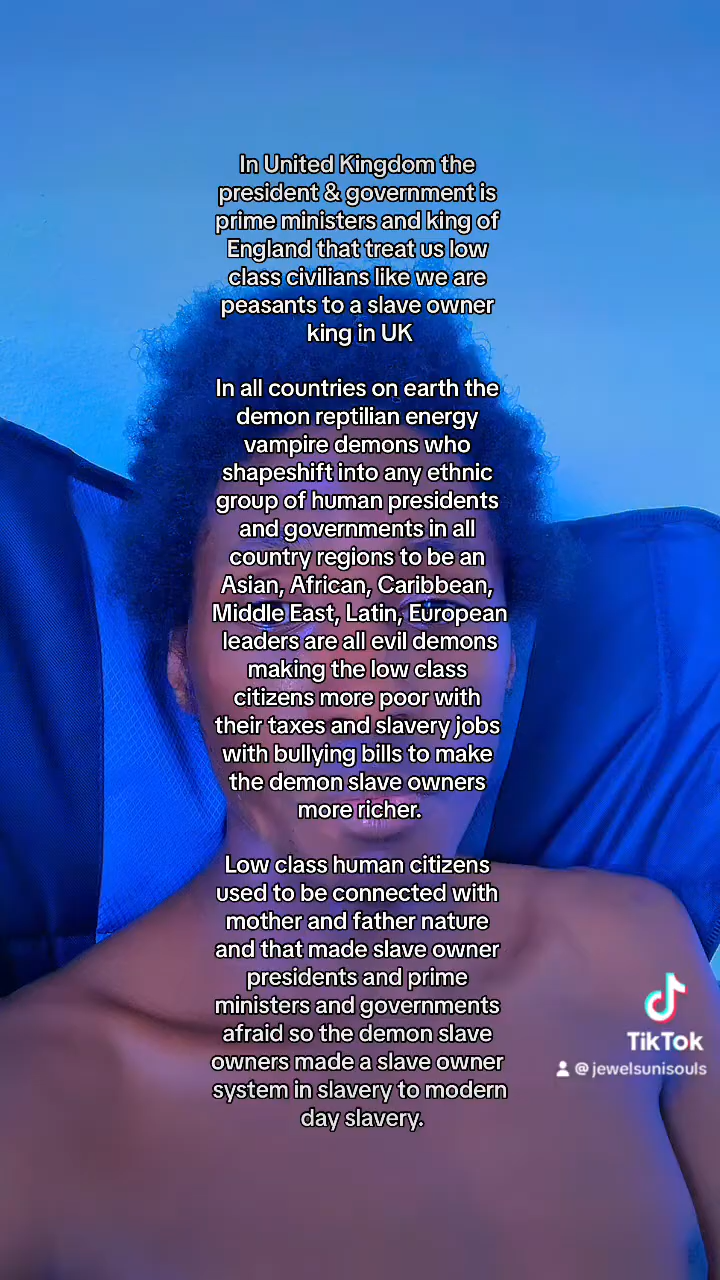 In United Kingdom the
president & government is
prime ministers and king of
England that treat us low
class civilians like we are
peasants to a slave owner
king in UK
In all countries on earth the
demon reptilian energy
vampire demons who
shapeshift into any ethnic
group of human presidents
and governments in all
country regions to be an
Asian, African, Caribbean,
Middle East, Latin, European
leaders are all evil demons
making the low class
citizens more poor with
their taxes and slavery jobs
with bullying bills to make
the demon slave owners
more richer.
Low class human citizens
used to be connected with
mother and father nature
and that made slave owner
presidents and prime
ministers and governments
afraid so the demon slave
owners made a slave owner
system in slavery to modern
day slavery.
TikTok
@jewelsunisouls